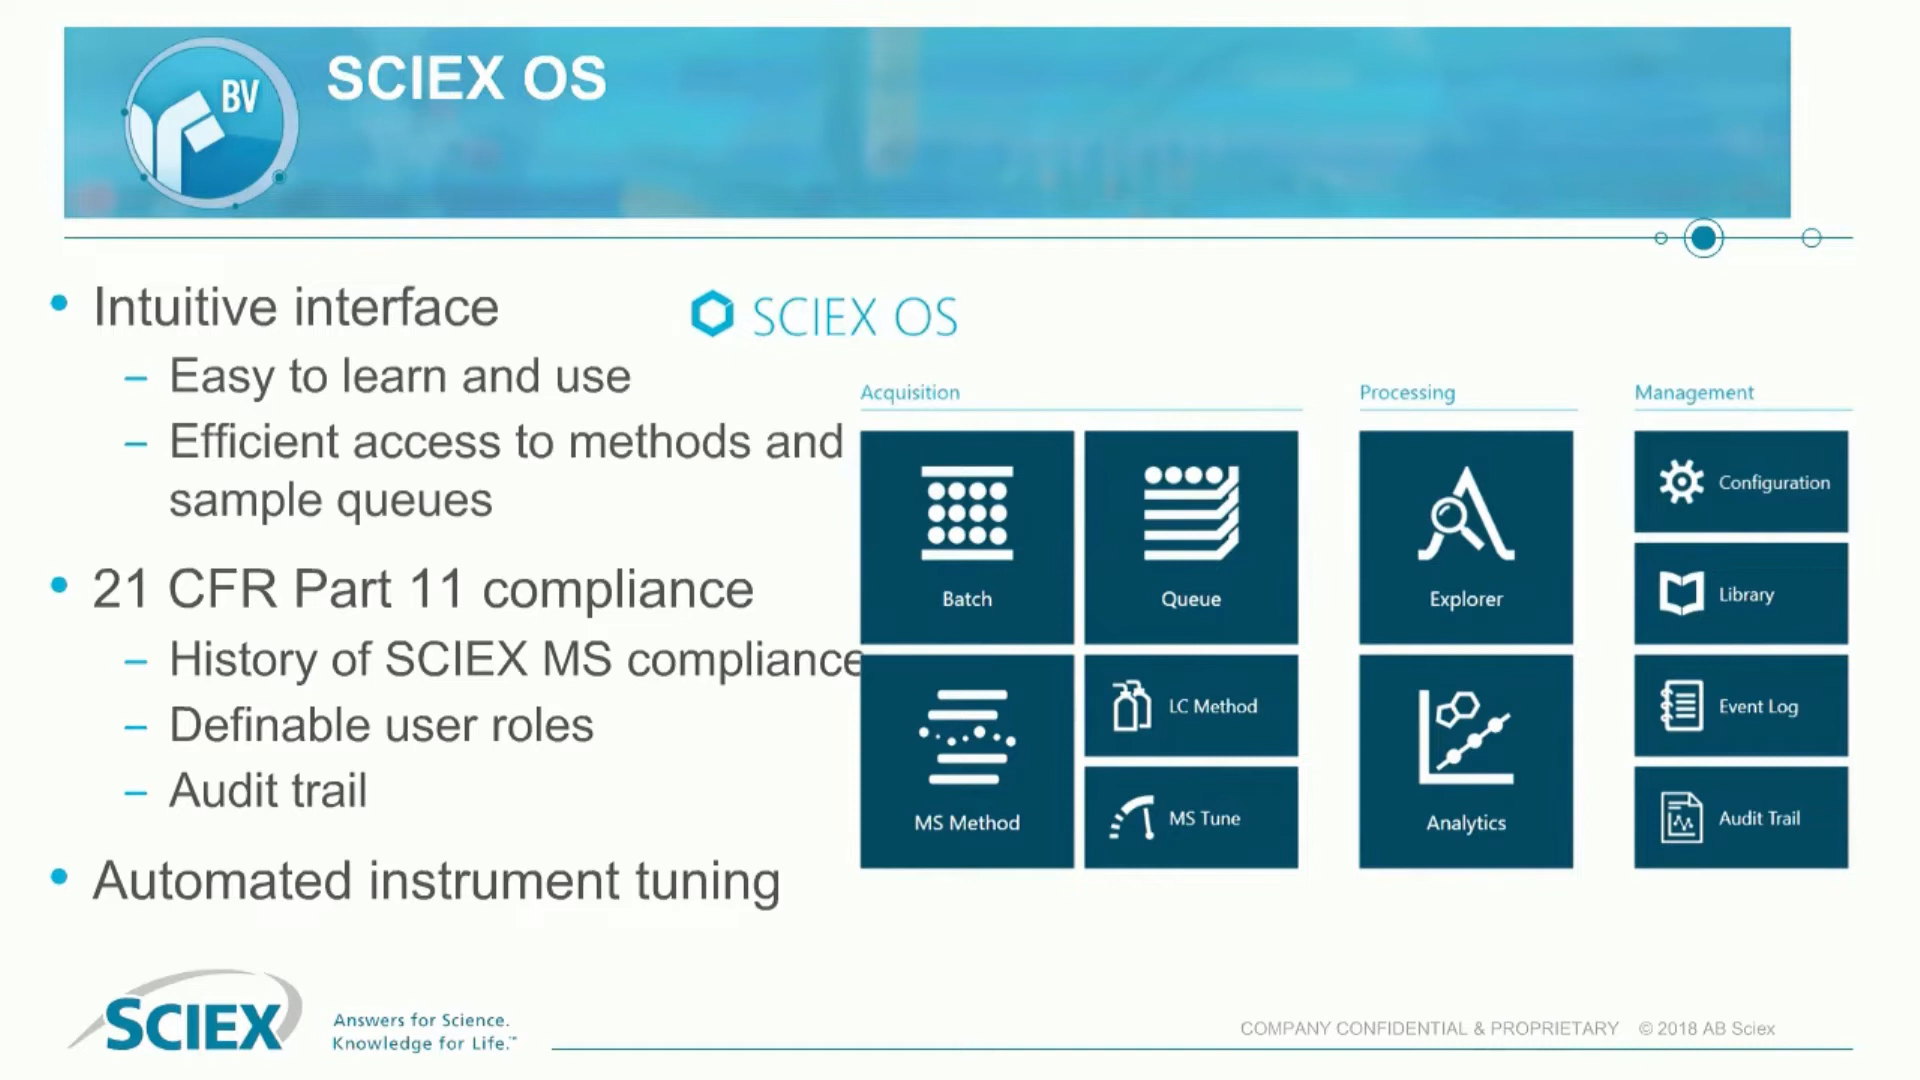 BV
SCIEX OS
• Intuitive interface
– Easy to learn and use
– Efficient access to methods and
sample queues
• 21 CFR Part 11 compliance
– History of SCIEX MS compliance
– Definable user roles
– Audit trail
• Automated instrument tuning
SCIEX OS
Acquisition
Batch
Queue
MS Method
LC Method
MS Tune
Processing
Explorer
Analytics
Management
Configuration
Library
Event Log
Audit Trail
SCIEX
Answers for Science.
Knowledge for Life.™
COMPANY CONFIDENTIAL & PROPRIETARY © 2018 AB Sciex